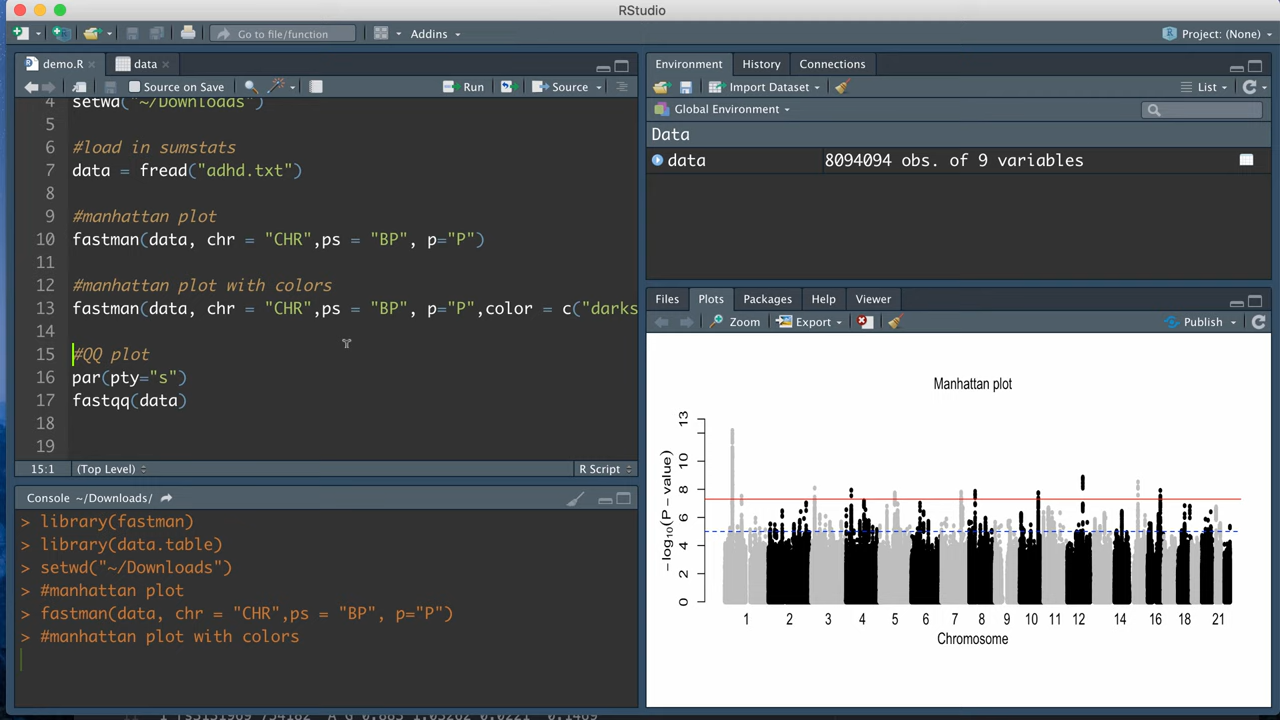 RStudio
Go to file/function
Addins
Project: (None)
demo.R
data
Source on Save
Run
Source
4 setwd("~/Downloads")
5
6 #load in sumstats
7 data = fread("adhd.txt")
8
9 #manhattan plot
10 fastman(data, chr = "CHR",ps = "BP", p="P")
11
12 #manhattan plot with colors
13 fastman(data, chr = "CHR",ps = "BP", p="P",color = c("darks
14
15 #QQ plot
16 par(pty="s")
17 fastqq(data)
18
19
15:1 (Top Level) R Script
Console ~/Downloads/
> library(fastman)
> library(data.table)
> setwd("~/Downloads")
> #manhattan plot
> fastman(data, chr = "CHR",ps = "BP", p="P")
> #manhattan plot with colors
Environment History Connections
Import Dataset List
Global Environment
Data
data 8094094 obs. of 9 variables
Files Plots Packages Help Viewer
Zoom Export Publish
Manhattan plot
−log10(P − value)
13
10
8
6
4
2
0
1 2 3 4 5 6 7 8 9 10 11 12 14 16 18 21
Chromosome